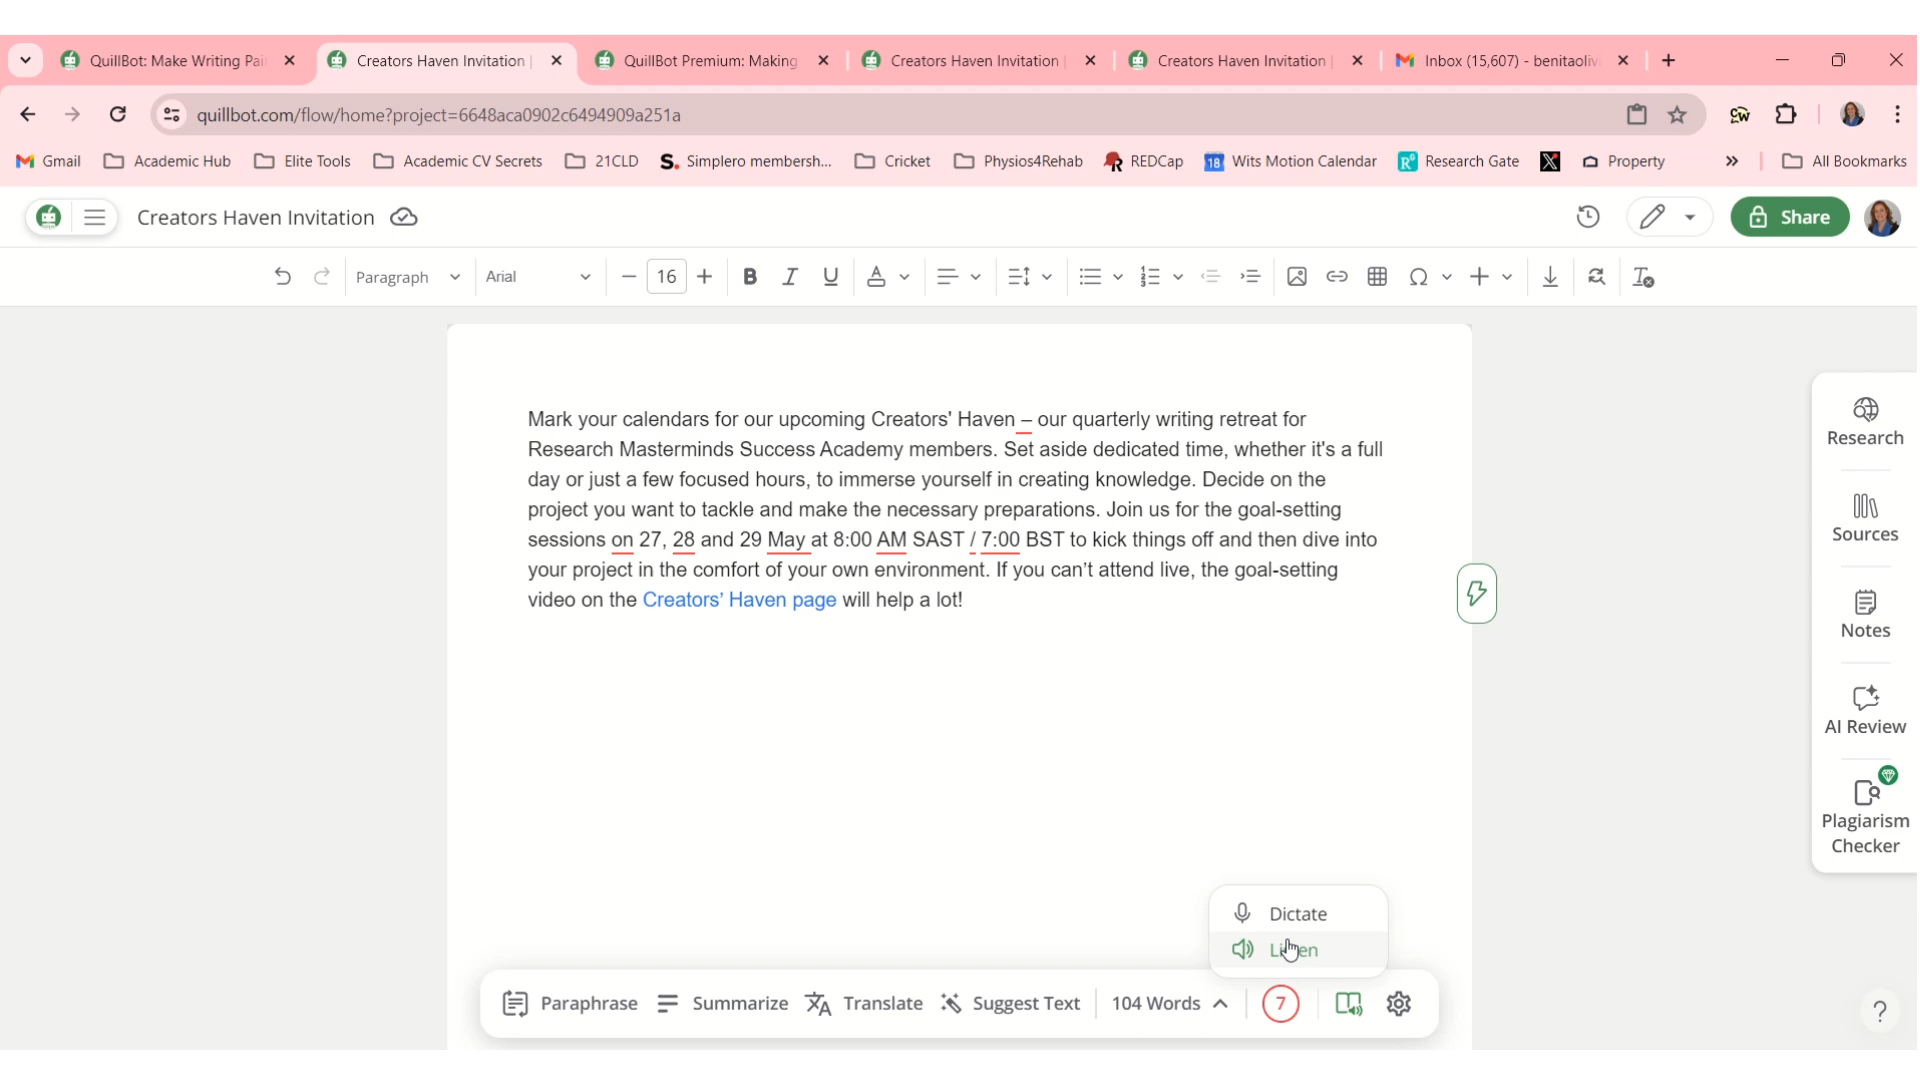 QuillBot: Make Writing Pai
Creators Haven Invitation |
QuillBot Premium: Making
Creators Haven Invitation |
Creators Haven Invitation |
Inbox (15,607) - benitaoliv
quillbot.com/flow/home?project=6648aca0902c6494909a251a
CW
Gmail
Academic Hub
Elite Tools
Academic CV Secrets
21CLD
S. Simplero membersh...
Cricket
Physios4Rehab
REDCap
18 Wits Motion Calendar
Research Gate
X
Property
»
All Bookmarks
Creators Haven Invitation
Share
Paragraph
Arial
− 16 +
B I U A
Ω
Mark your calendars for our upcoming Creators' Haven – our quarterly writing retreat for
Research Masterminds Success Academy members. Set aside dedicated time, whether it's a full
day or just a few focused hours, to immerse yourself in creating knowledge. Decide on the
project you want to tackle and make the necessary preparations. Join us for the goal-setting
sessions on 27, 28 and 29 May at 8:00 AM SAST / 7:00 BST to kick things off and then dive into
your project in the comfort of your own environment. If you can’t attend live, the goal-setting
video on the Creators’ Haven page will help a lot!
Research
Sources
Notes
AI Review
Plagiarism
Checker
Dictate
Listen
Paraphrase
Summarize
Translate
Suggest Text
104 Words
7
?